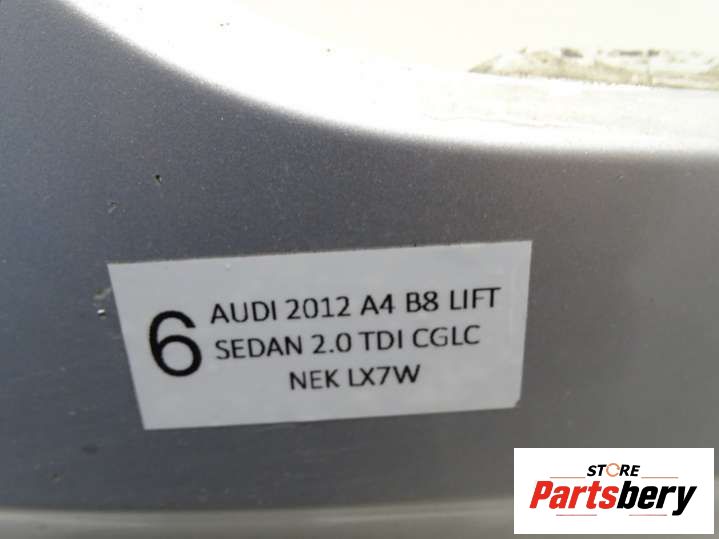 6
AUDI 2012 A4 B8 LIFT
SEDAN 2.0 TDI CGLC
NEK LX7W
STORE
Partsbery